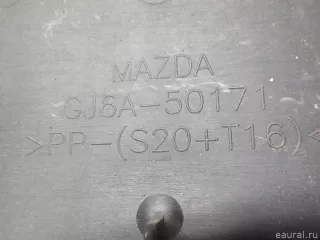 MAZDA
GJ6A-50171
>PP-(S20+T16)<
eaural.ru